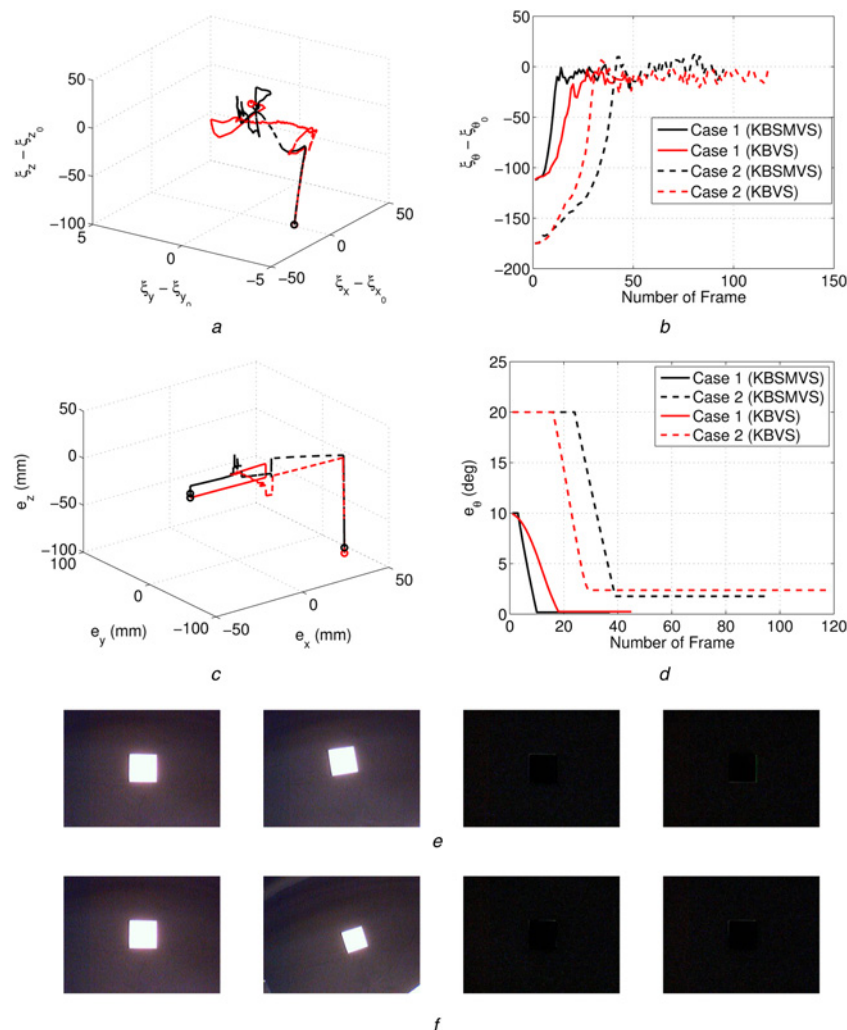 50
0
−50
−100
ξz − ξz0
5
0
−5
ξy − ξy0
−50
0
50
ξx − ξx0
a
50
0
−50
−100
−150
−200
ξθ − ξθ0
Case 1 (KBSMVS)
Case 1 (KBVS)
Case 2 (KBSMVS)
Case 2 (KBVS)
0 50 100 150
Number of Frame
b
50
0
−50
−100
ez (mm)
100
0
−100
ey (mm)
−50
0
50
ex (mm)
c
25
20
15
10
5
0
eθ (deg)
Case 1 (KBSMVS)
Case 2 (KBSMVS)
Case 1 (KBVS)
Case 2 (KBVS)
0 20 40 60 80 100 120
Number of Frame
d
e
f